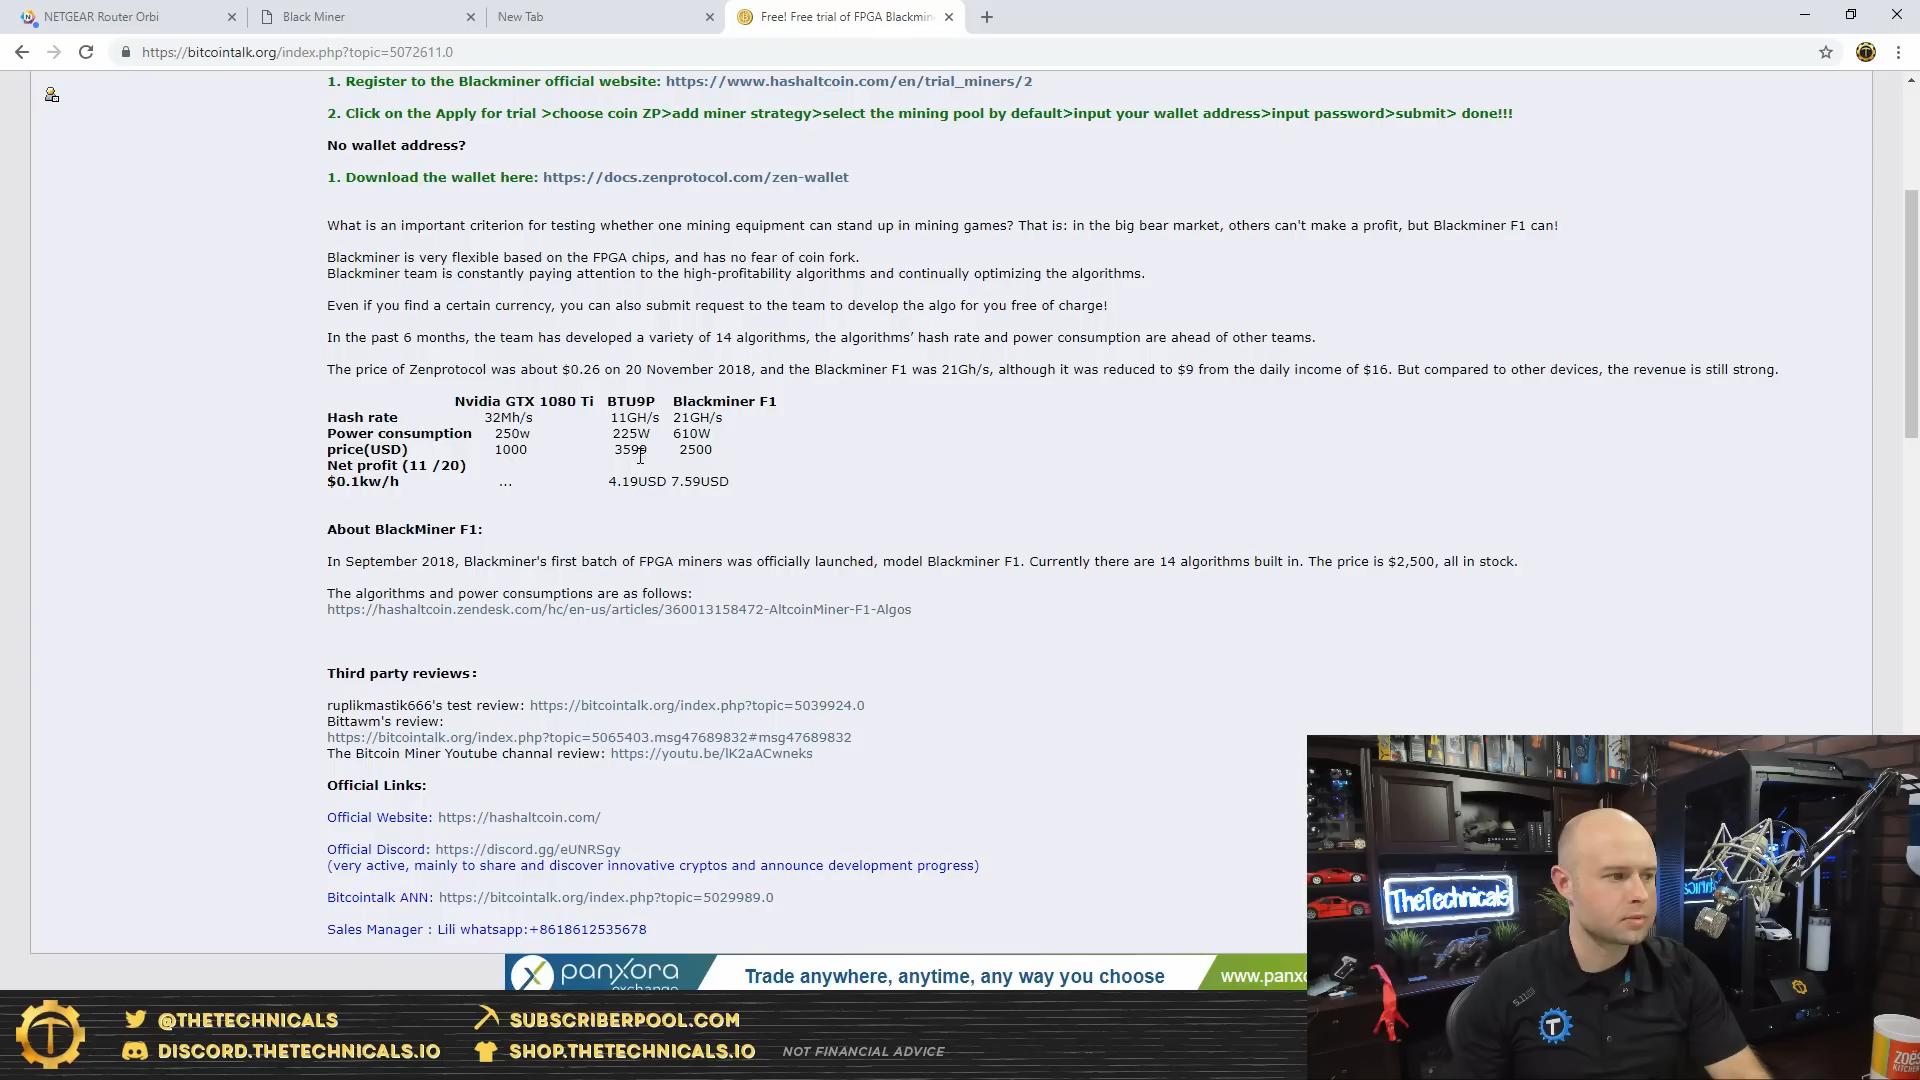 NETGEAR Router Orbi
Black Miner
New Tab
Free! Free trial of FPGA Blackmin
https://bitcointalk.org/index.php?topic=5072611.0
1. Register to the Blackminer official website: https://www.hashaltcoin.com/en/trial_miners/2
2. Click on the Apply for trial >choose coin ZP>add miner strategy>select the mining pool by default>input your wallet address>input password>submit> done!!!
No wallet address?
1. Download the wallet here: https://docs.zenprotocol.com/zen-wallet
What is an important criterion for testing whether one mining equipment can stand up in mining games? That is: in the big bear market, others can't make a profit, but Blackminer F1 can!
Blackminer is very flexible based on the FPGA chips, and has no fear of coin fork.
Blackminer team is constantly paying attention to the high-profitability algorithms and continually optimizing the algorithms.
Even if you find a certain currency, you can also submit request to the team to develop the algo for you free of charge!
In the past 6 months, the team has developed a variety of 14 algorithms, the algorithms’ hash rate and power consumption are ahead of other teams.
The price of Zenprotocol was about $0.26 on 20 November 2018, and the Blackminer F1 was 21Gh/s, although it was reduced to $9 from the daily income of $16. But compared to other devices, the revenue is still strong.
Nvidia GTX 1080 Ti BTU9P Blackminer F1
Hash rate 32Mh/s 11GH/s 21GH/s
Power consumption 250w 225W 610W
price(USD) 1000 3599 2500
Net profit (11 /20)
$0.1kw/h ... 4.19USD 7.59USD
About BlackMiner F1:
In September 2018, Blackminer's first batch of FPGA miners was officially launched, model Blackminer F1. Currently there are 14 algorithms built in. The price is $2,500, all in stock.
The algorithms and power consumptions are as follows:
https://hashaltcoin.zendesk.com/hc/en-us/articles/360013158472-AltcoinMiner-F1-Algos
Third party reviews:
ruplikmastik666's test review: https://bitcointalk.org/index.php?topic=5039924.0
Bittawm's review:
https://bitcointalk.org/index.php?topic=5065403.msg47689832#msg47689832
The Bitcoin Miner Youtube channal review: https://youtu.be/lK2aACwneks
Official Links:
Official Website: https://hashaltcoin.com/
Official Discord: https://discord.gg/eUNRSgy
(very active, mainly to share and discover innovative cryptos and announce development progress)
Bitcointalk ANN: https://bitcointalk.org/index.php?topic=5029989.0
Sales Manager : Lili whatsapp:+8618612535678
panxora
exchange
Trade anywhere, anytime, any way you choose
www.panxo
TheTechnicals
@THETECHNICALS
SUBSCRIBERPOOL.COM
DISCORD.THETECHNICALS.IO
SHOP.THETECHNICALS.IO
NOT FINANCIAL ADVICE
ZOËS
KITCHEN